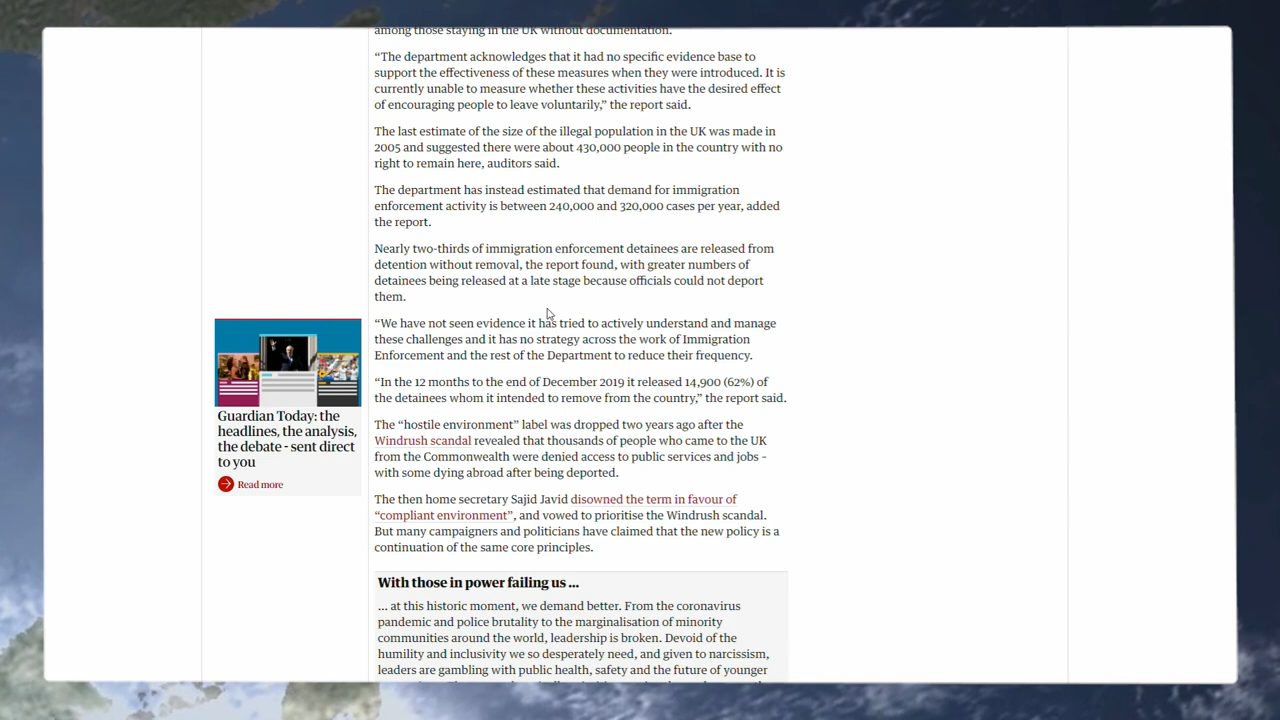 among those staying in the UK without documentation.
“The department acknowledges that it had no specific evidence base to
support the effectiveness of these measures when they were introduced. It is
currently unable to measure whether these activities have the desired effect
of encouraging people to leave voluntarily,” the report said.
The last estimate of the size of the illegal population in the UK was made in
2005 and suggested there were about 430,000 people in the country with no
right to remain here, auditors said.
The department has instead estimated that demand for immigration
enforcement activity is between 240,000 and 320,000 cases per year, added
the report.
Nearly two-thirds of immigration enforcement detainees are released from
detention without removal, the report found, with greater numbers of
detainees being released at a late stage because officials could not deport
them.
“We have not seen evidence it has tried to actively understand and manage
these challenges and it has no strategy across the work of Immigration
Enforcement and the rest of the Department to reduce their frequency.
“In the 12 months to the end of December 2019 it released 14,900 (62%) of
the detainees whom it intended to remove from the country,” the report said.
The “hostile environment” label was dropped two years ago after the
Windrush scandal revealed that thousands of people who came to the UK
from the Commonwealth were denied access to public services and jobs –
with some dying abroad after being deported.
The then home secretary Sajid Javid disowned the term in favour of
“compliant environment”, and vowed to prioritise the Windrush scandal.
But many campaigners and politicians have claimed that the new policy is a
continuation of the same core principles.
Guardian Today: the
headlines, the analysis,
the debate - sent direct
to you
Read more
With those in power failing us ...
... at this historic moment, we demand better. From the coronavirus
pandemic and police brutality to the marginalisation of minority
communities around the world, leadership is broken. Devoid of the
humility and inclusivity we so desperately need, and given to narcissism,
leaders are gambling with public health, safety and the future of younger